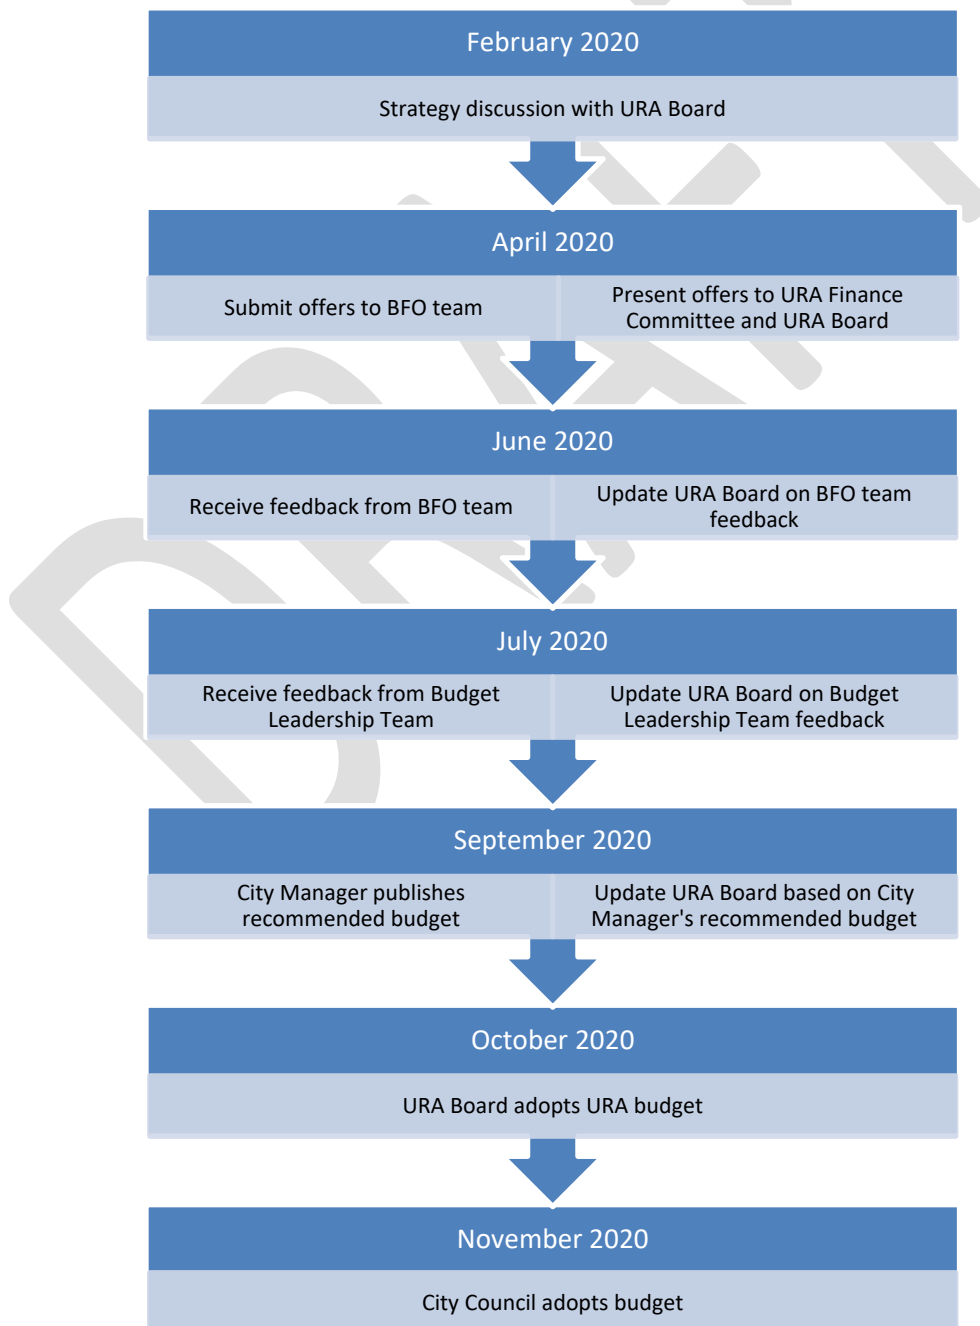 February 2020
Strategy discussion with URA Board
April 2020
Submit offers to BFO team
Present offers to URA Finance
Committee and URA Board
June 2020
Receive feedback from BFO team
Update URA Board on BFO team
feedback
July 2020
Receive feedback from Budget
Leadership Team
Update URA Board on Budget
Leadership Team feedback
September 2020
City Manager publishes
recommended budget
Update URA Board based on City
Manager's recommended budget
October 2020
URA Board adopts URA budget
November 2020
City Council adopts budget
DRAFT